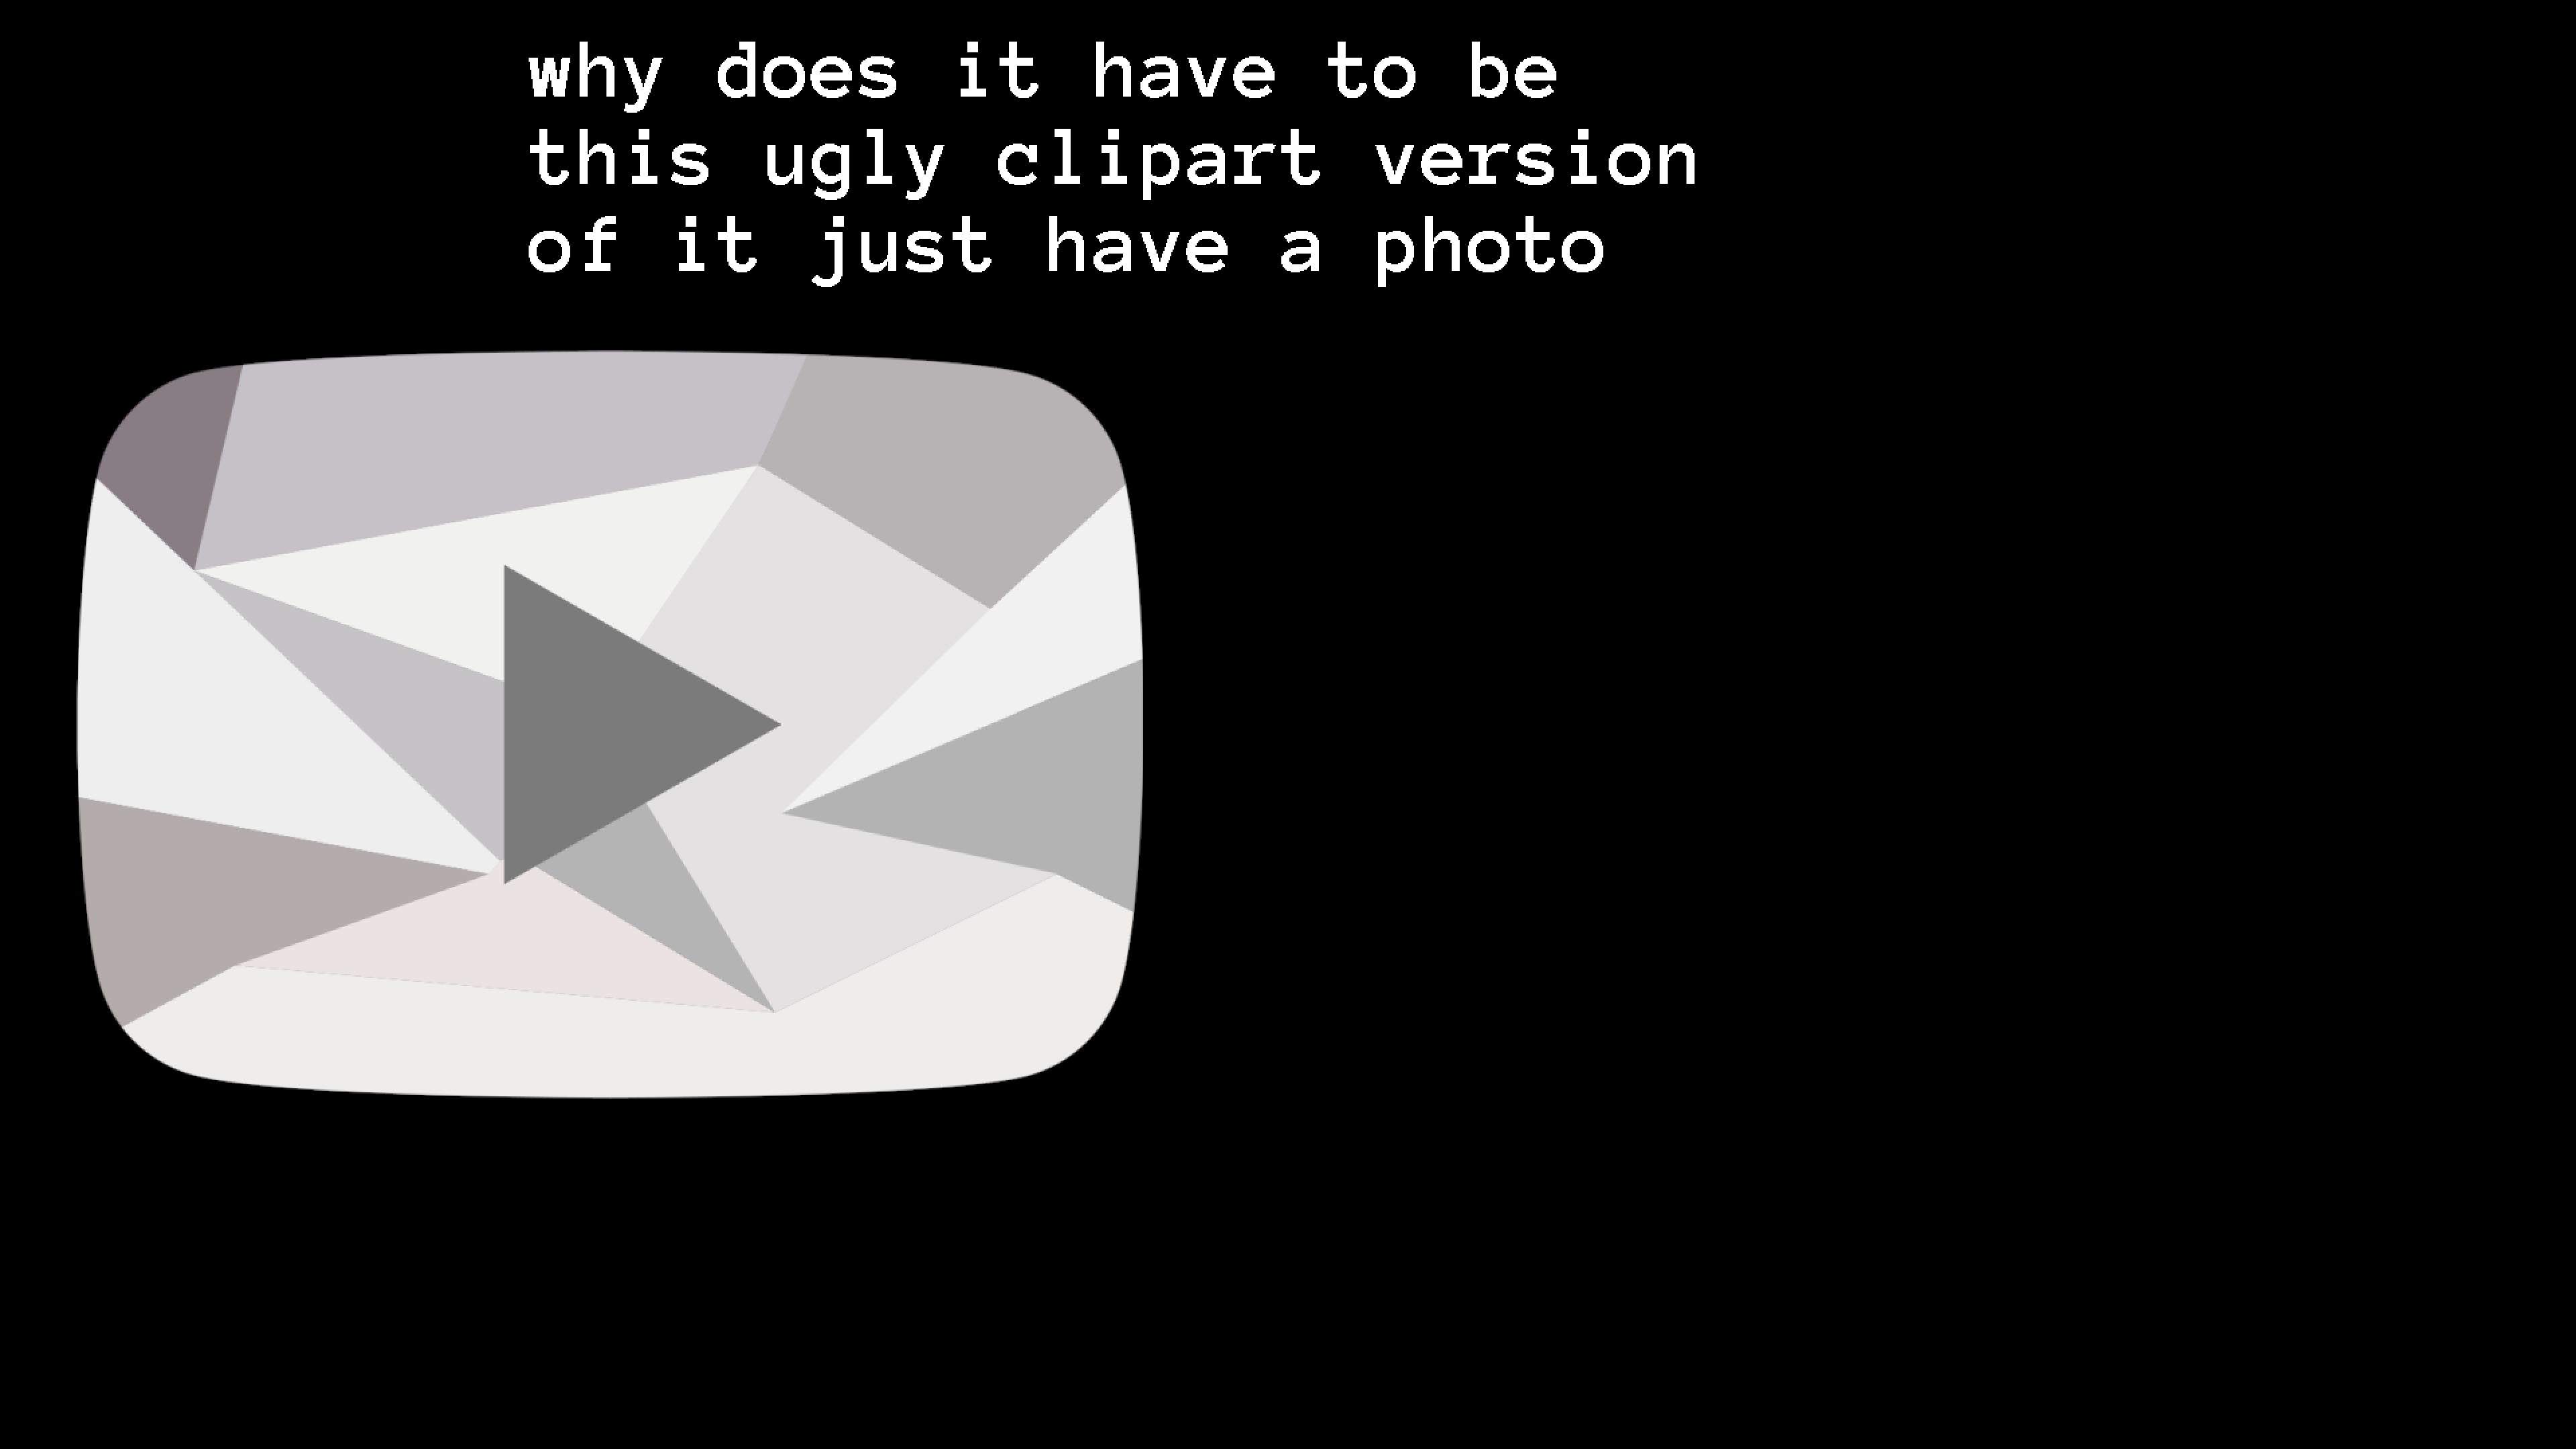 why does it have to be
this ugly clipart version
of it just have a photo